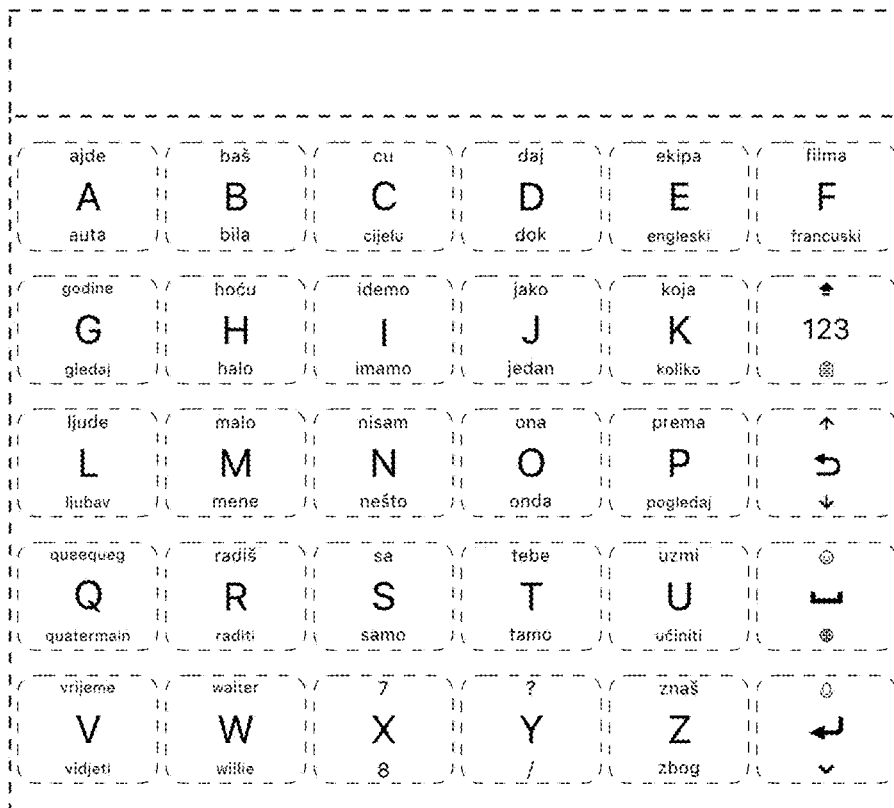 ajde baš cu daj ekipa filma
A B C D E F
auta bila cijelu dok engleski francuski
godine hoću idemo jako koja
G H I J K 123
gledaj halo imamo jedan koliko
ljude malo nisam ona prema
L M N O P
ljubav mene nešto onda pogledaj
queequeg radiš sa tebe uzmi
Q R S T U
quatermain raditi samo tamo učiniti
vrijeme waiter 7 ? znaš
V W X Y Z
vidjeti willie 8 / zbog